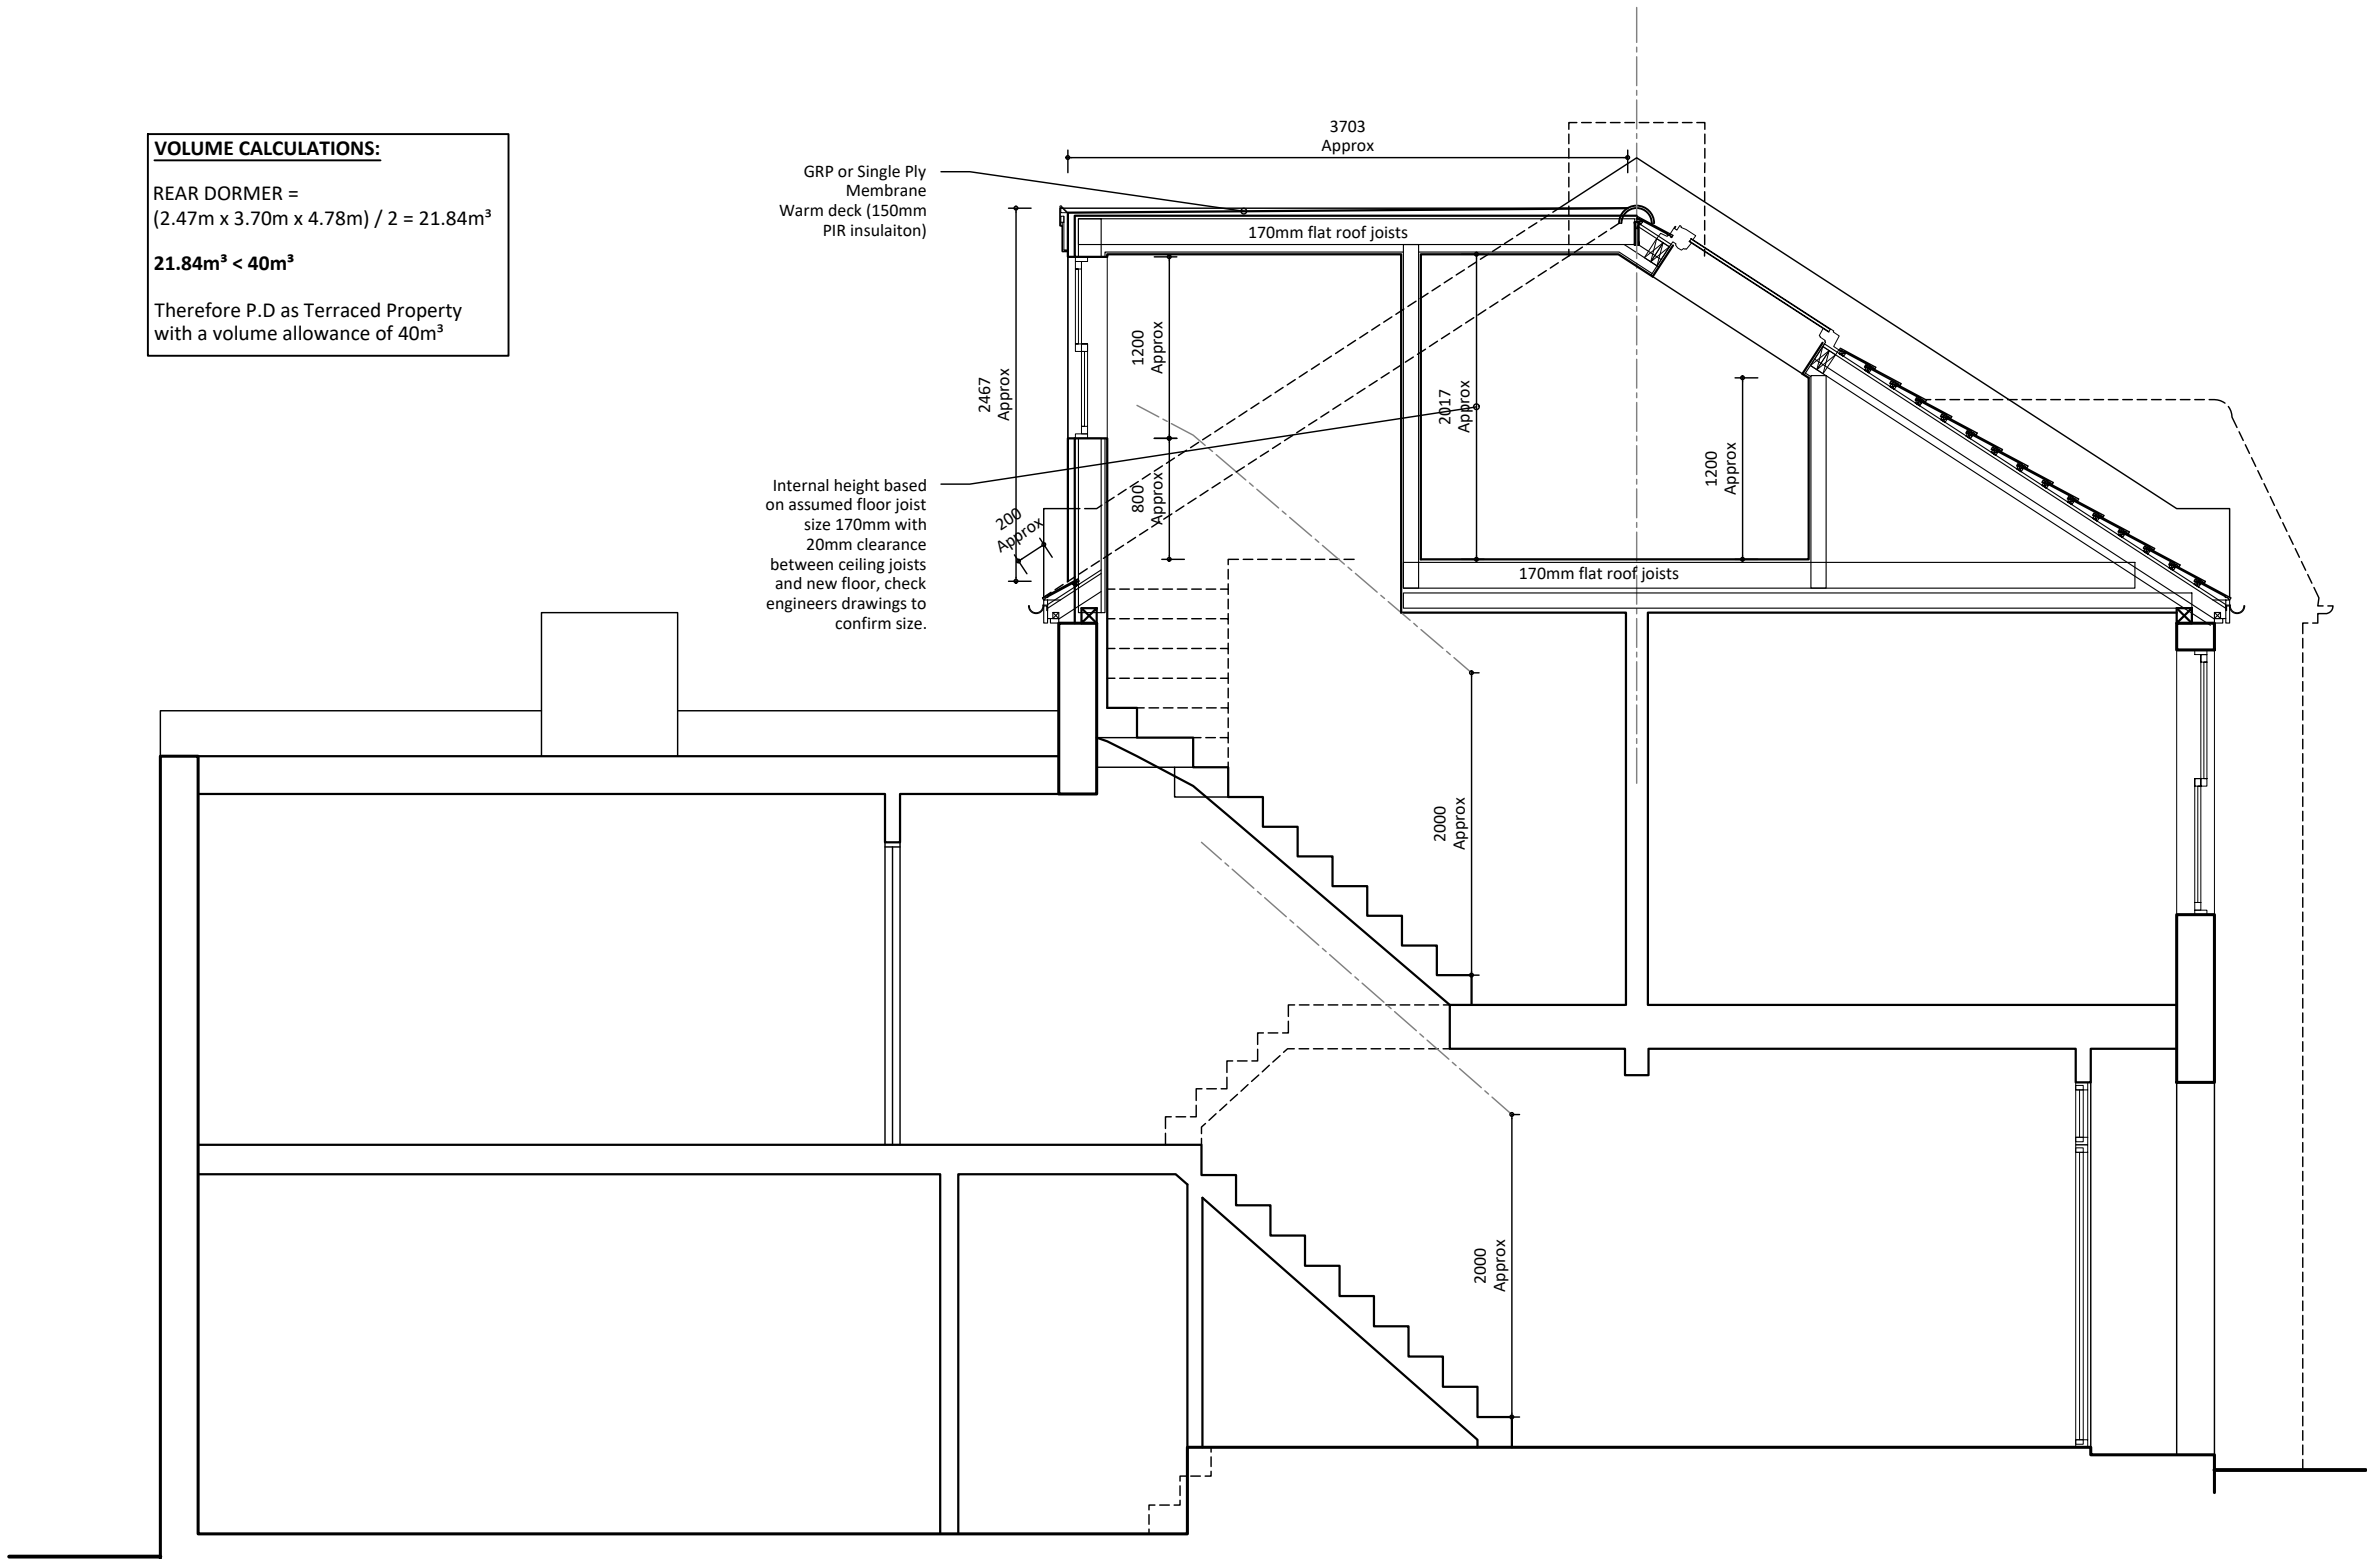 VOLUME CALCULATIONS:
REAR DORMER =
(2.47m x 3.70m x 4.78m) / 2 = 21.84m³
21.84m³ < 40m³
Therefore P.D as Terraced Property
with a volume allowance of 40m³
3703
Approx
GRP or Single Ply
Membrane
Warm deck (150mm
PIR insulaiton)
170mm flat roof joists
2467
Approx
1200
Approx
2017
Approx
1200
Approx
800
Approx
200
Approx
Internal height based
on assumed floor joist
size 170mm with
20mm clearance
between ceiling joists
and new floor, check
engineers drawings to
confirm size.
170mm flat roof joists
2000
Approx
2000
Approx